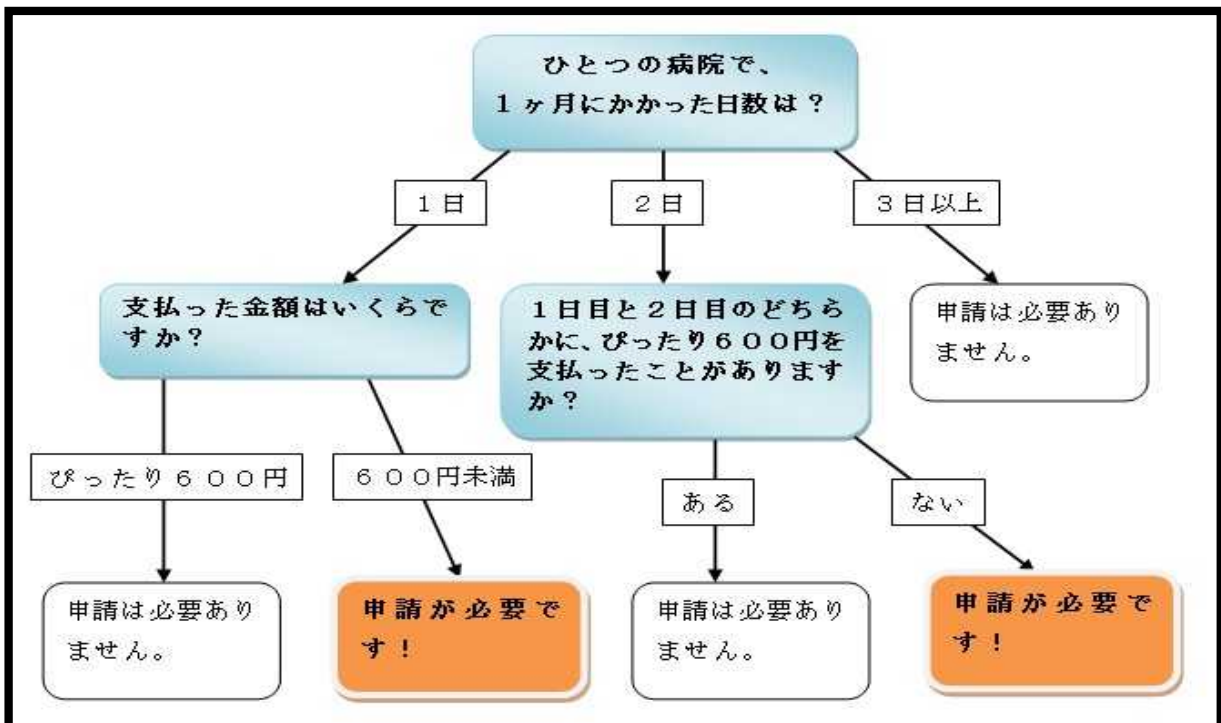 ひとつの病院で、
１ヶ月にかかった日数は？
１日
２日
３日以上
支払った金額はいくらで
すか？
１日目と２日目のどちら
かに、ぴったり６００円を
支払ったことがあります
か？
申請は必要あり
ません。
ぴったり６００円
６００円未満
ある
ない
申請は必要あり
ません。
申請が必要で
す！
申請は必要あり
ません。
申請が必要で
す！